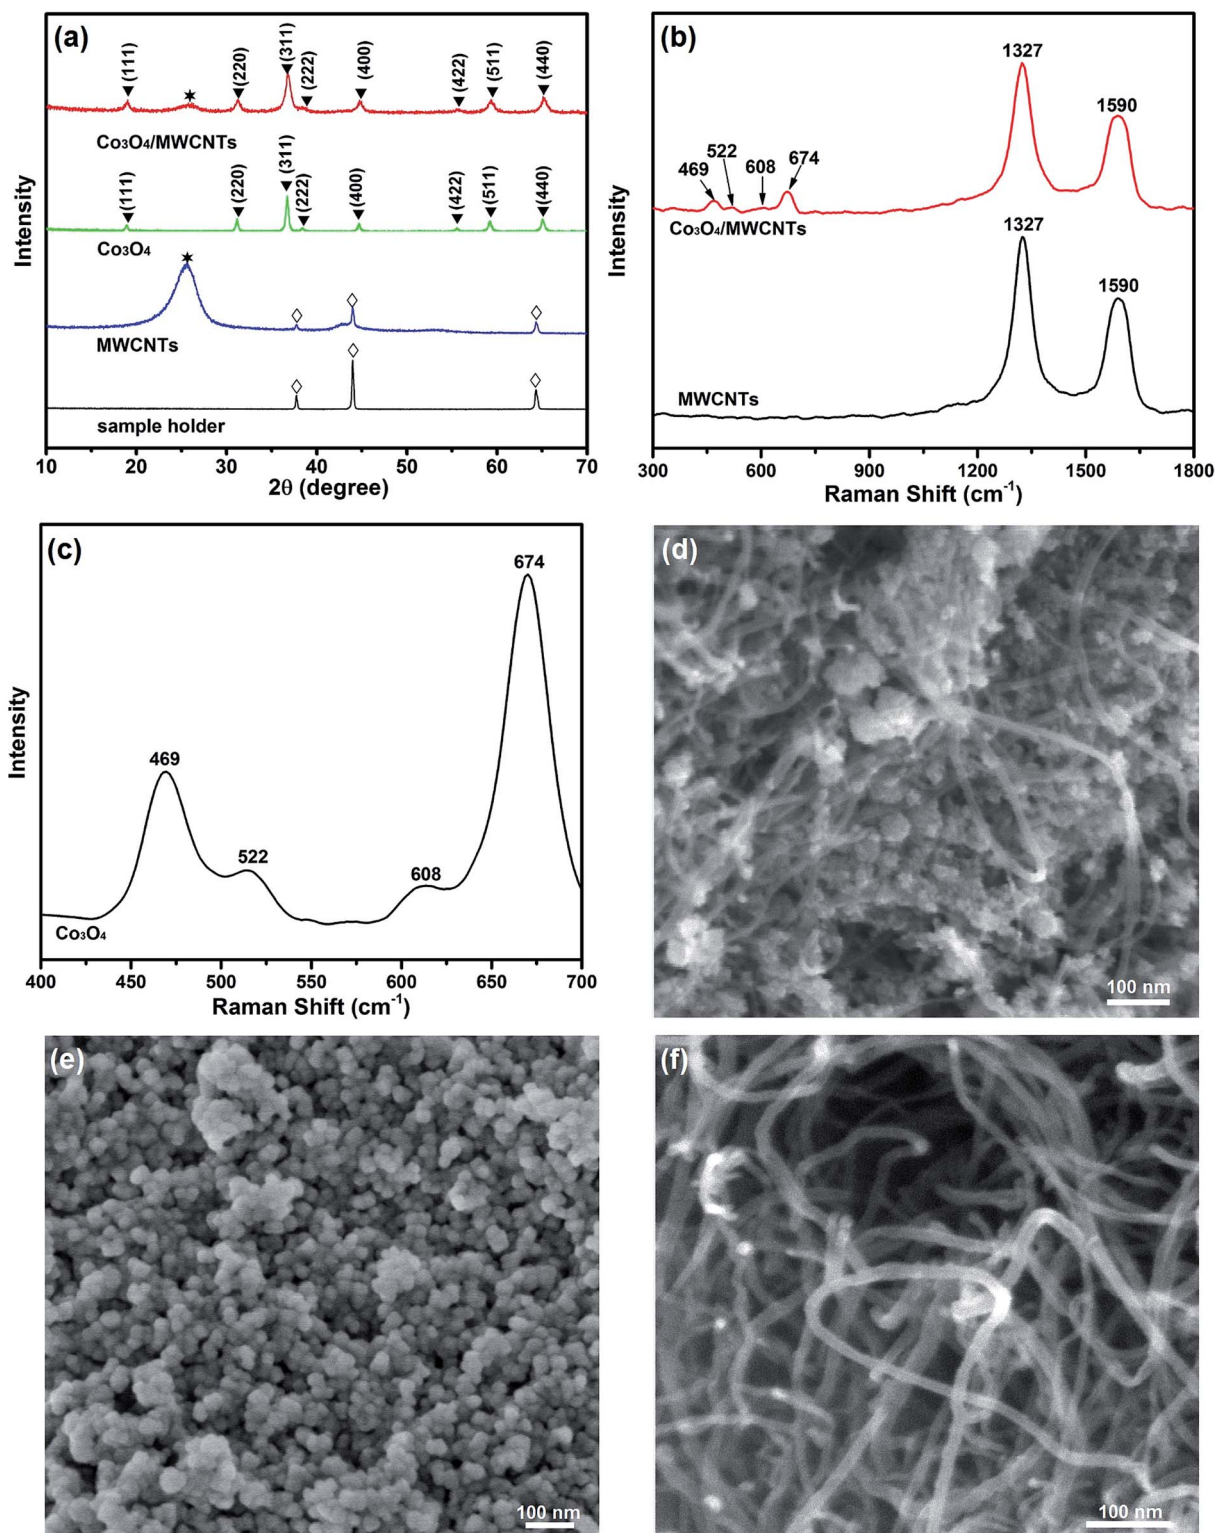 (a)
(111)
(220)
(311)
(222)
(400)
(422)
(511)
(440)
Co₃O₄/MWCNTs
(111)
(220)
(311)
(222)
(400)
(422)
(511)
(440)
Co₃O₄
MWCNTs
sample holder
Intensity
10 20 30 40 50 60 70
2θ (degree)
(b)
1327
1590
469
522
608
674
Co₃O₄/MWCNTs
1327
1590
MWCNTs
Intensity
300 600 900 1200 1500 1800
Raman Shift (cm⁻¹)
(c)
674
469
522
608
Co₃O₄
Intensity
400 450 500 550 600 650 700
Raman Shift (cm⁻¹)
(d)
100 nm
(e)
100 nm
(f)
100 nm